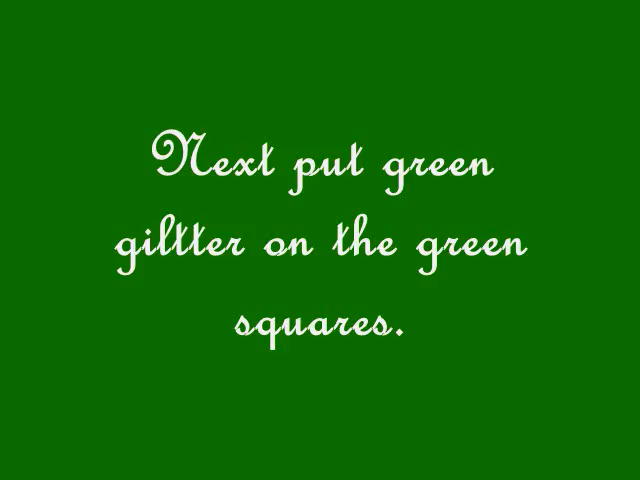 Next put green
giltter on the green
squares.